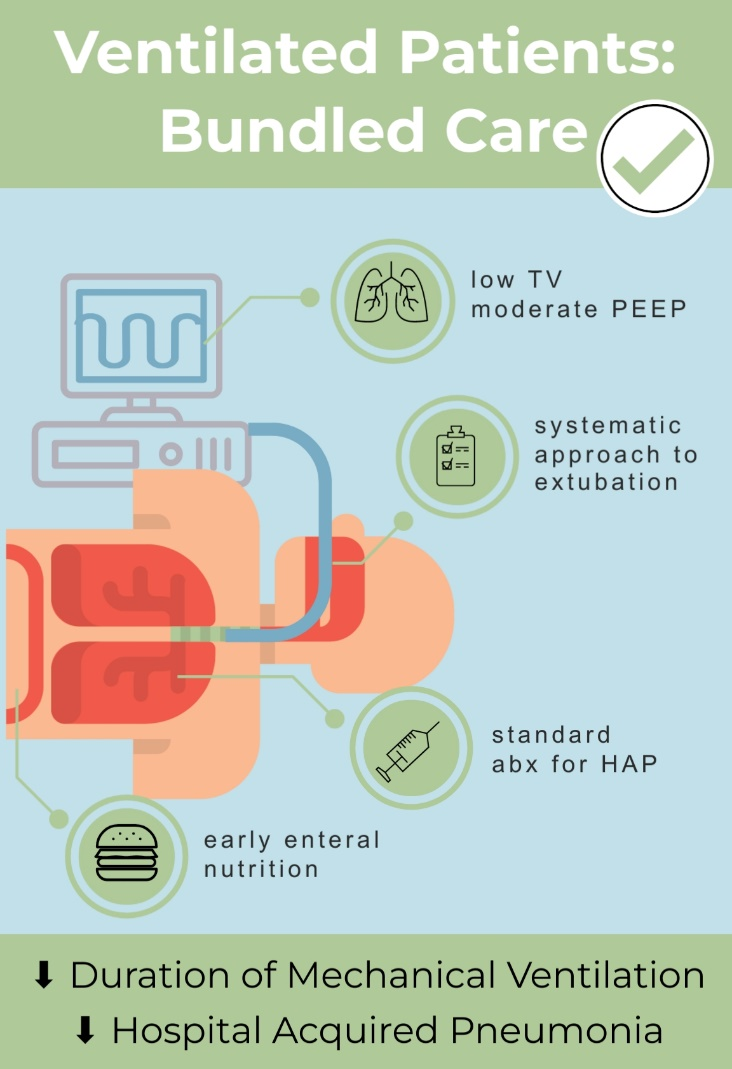 Ventilated Patients:
Bundled Care
low TV
moderate PEEP
systematic
approach to
extubation
standard
abx for HAP
early enteral
nutrition
⬇ Duration of Mechanical Ventilation
⬇ Hospital Acquired Pneumonia